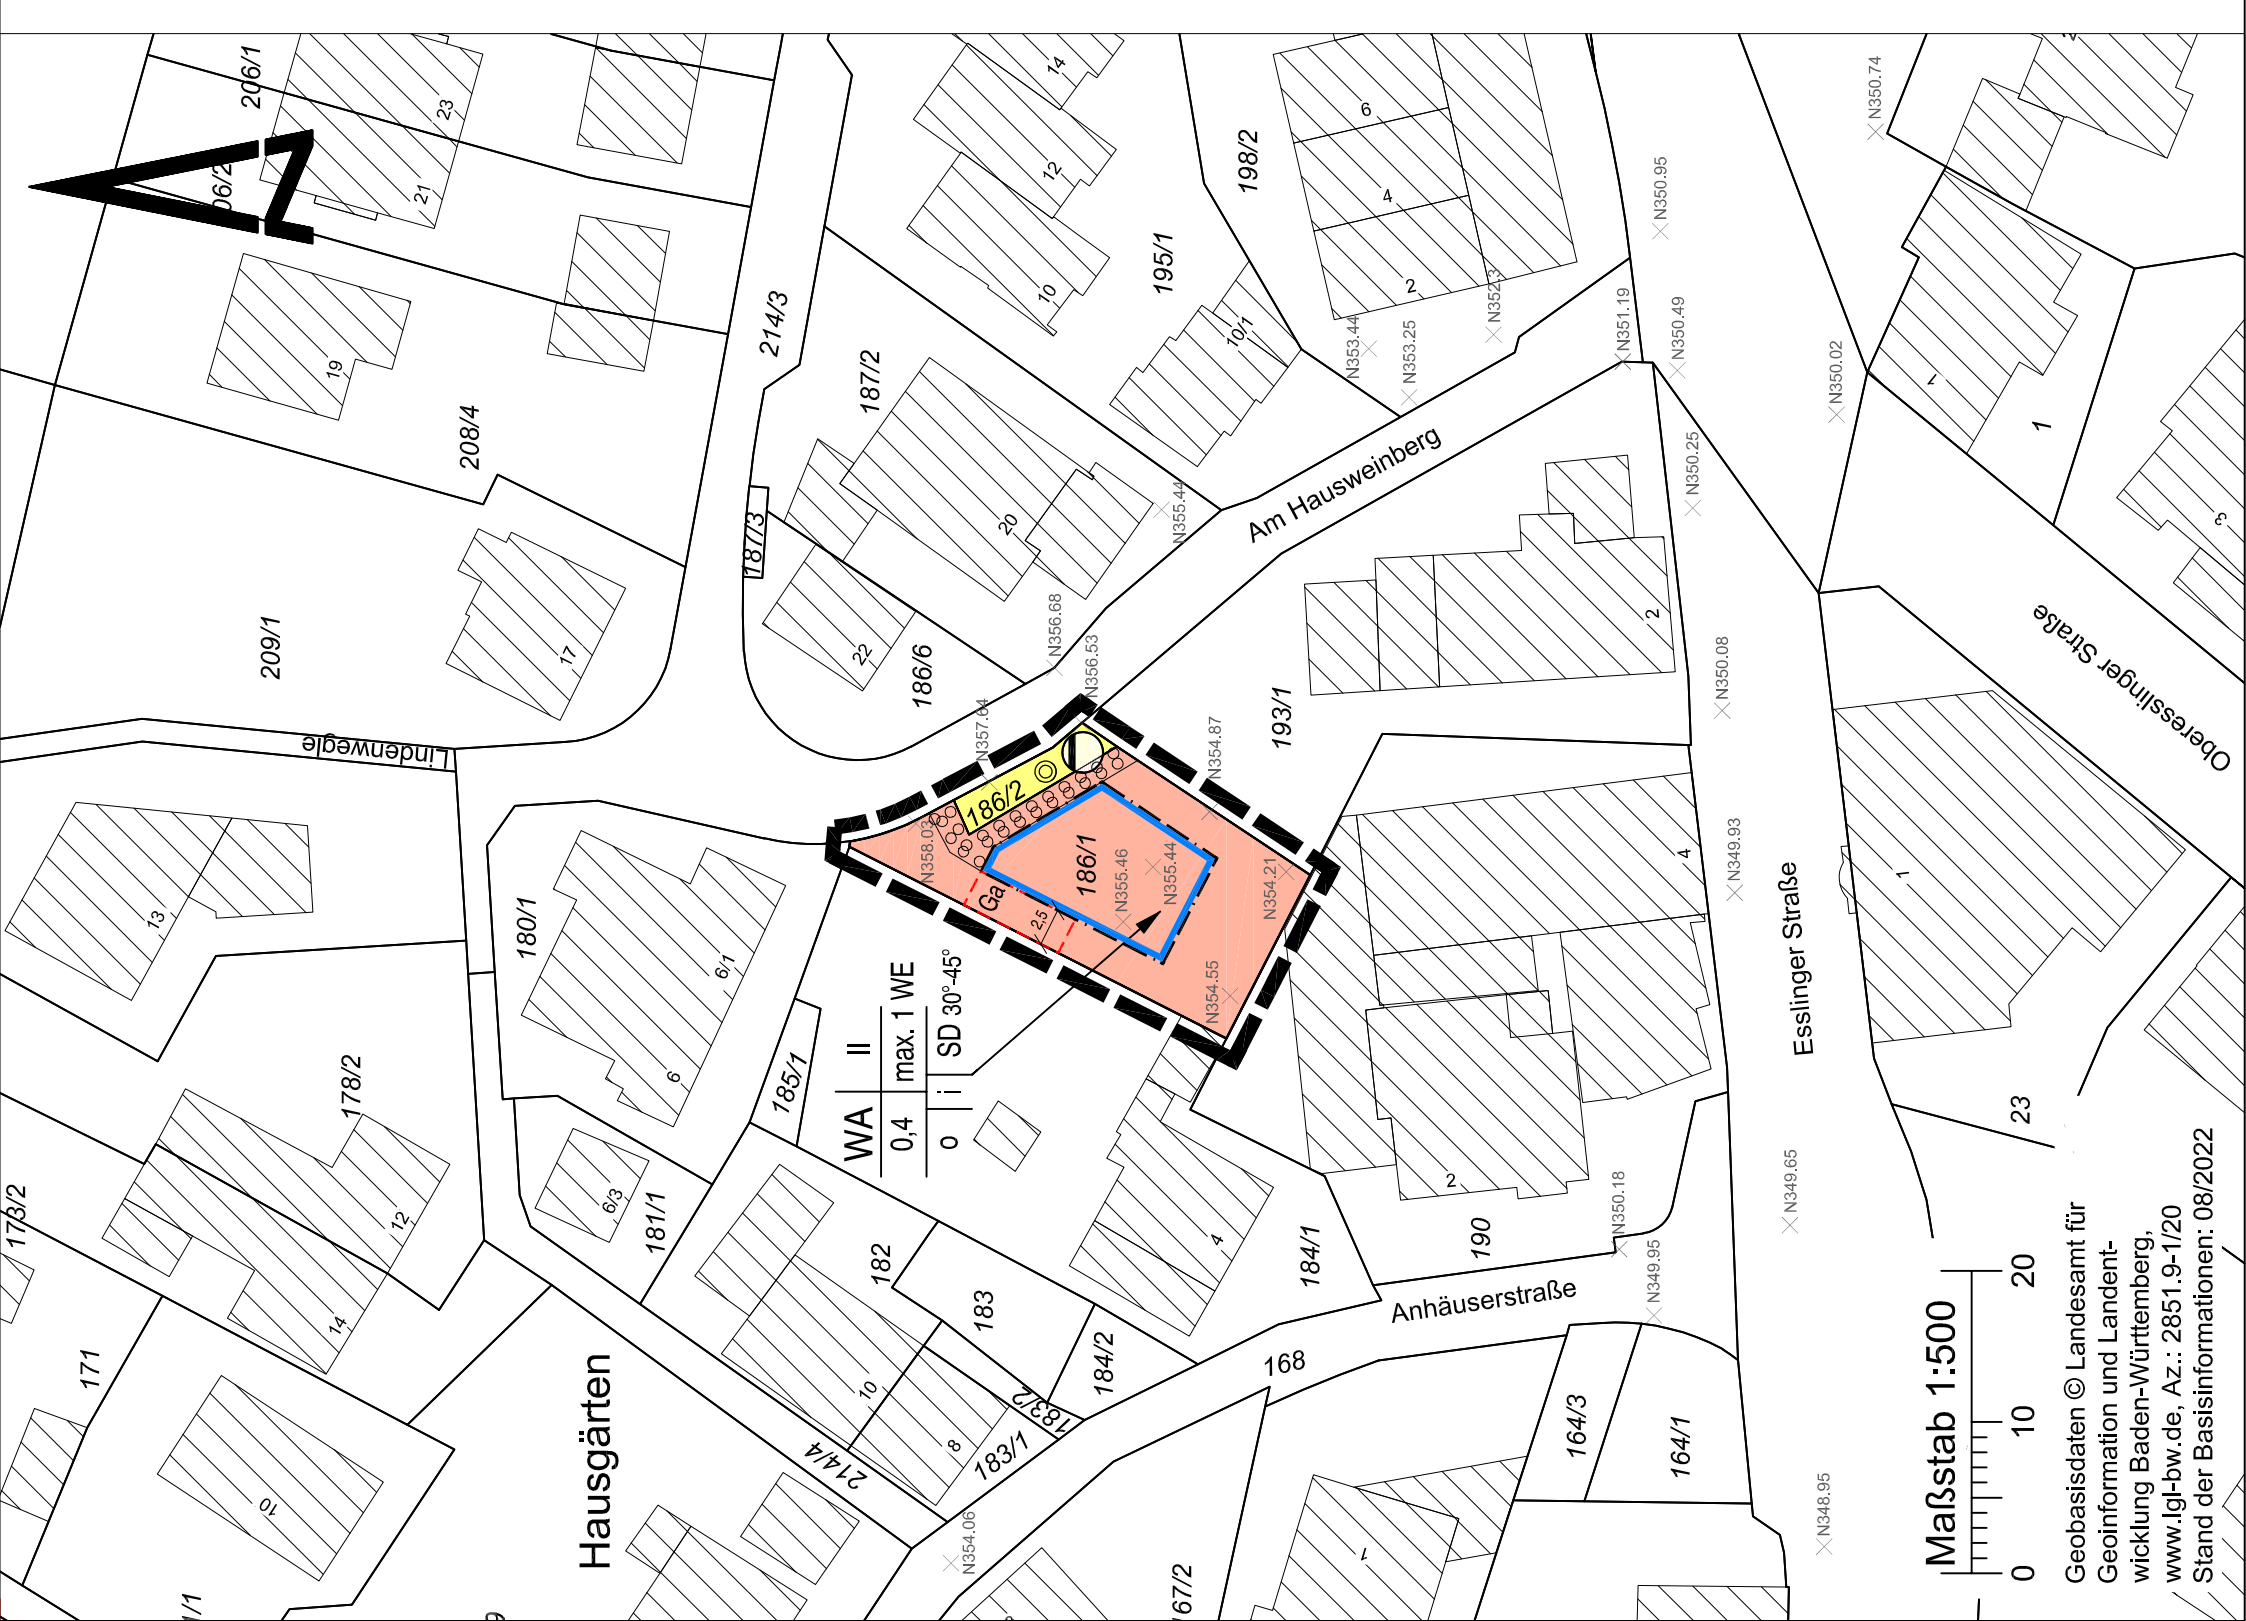 206/1
23
06/2
21
19
208/4
209/1
17
Lindenwegle
214/3
187/2
187/3
20
22
186/6
14
12
10
10/1
195/1
198/2
6
4
2
Am Hausweinberg
N350.74
N350.95
N352.3
N353.44
N353.25
N351.19
N350.49
N350.02
N350.25
N355.44
N356.68
N356.53
N357.64
N358.03
N354.87
N355.46
N355.44
N354.21
N354.55
N350.08
N349.93
N349.65
N350.18
N349.95
N348.95
N354.06
186/2
186/1
Ga
2,5
193/1
2
4
1
1
3
1
Oberesslinger Straße
Esslinger Straße
23
13
180/1
6/1
6
178/2
173/2
12
14
171
10
6/3
181/1
185/1
WA II
0,4 max. 1 WE
o i SD 30°-45°
182
183
184/2
183/2
183/1
214/4
10
8
4
184/1
190
2
Anhäuserstraße
168
164/3
164/1
1
67/2
1/1
9
Hausgärten
Maßstab 1:500
0 10 20
Geobasisdaten © Landesamt für
Geoinformation und Landent-
wicklung Baden-Württemberg,
www.lgl-bw.de, Az.: 2851.9-1/20
Stand der Basisinformationen: 08/2022